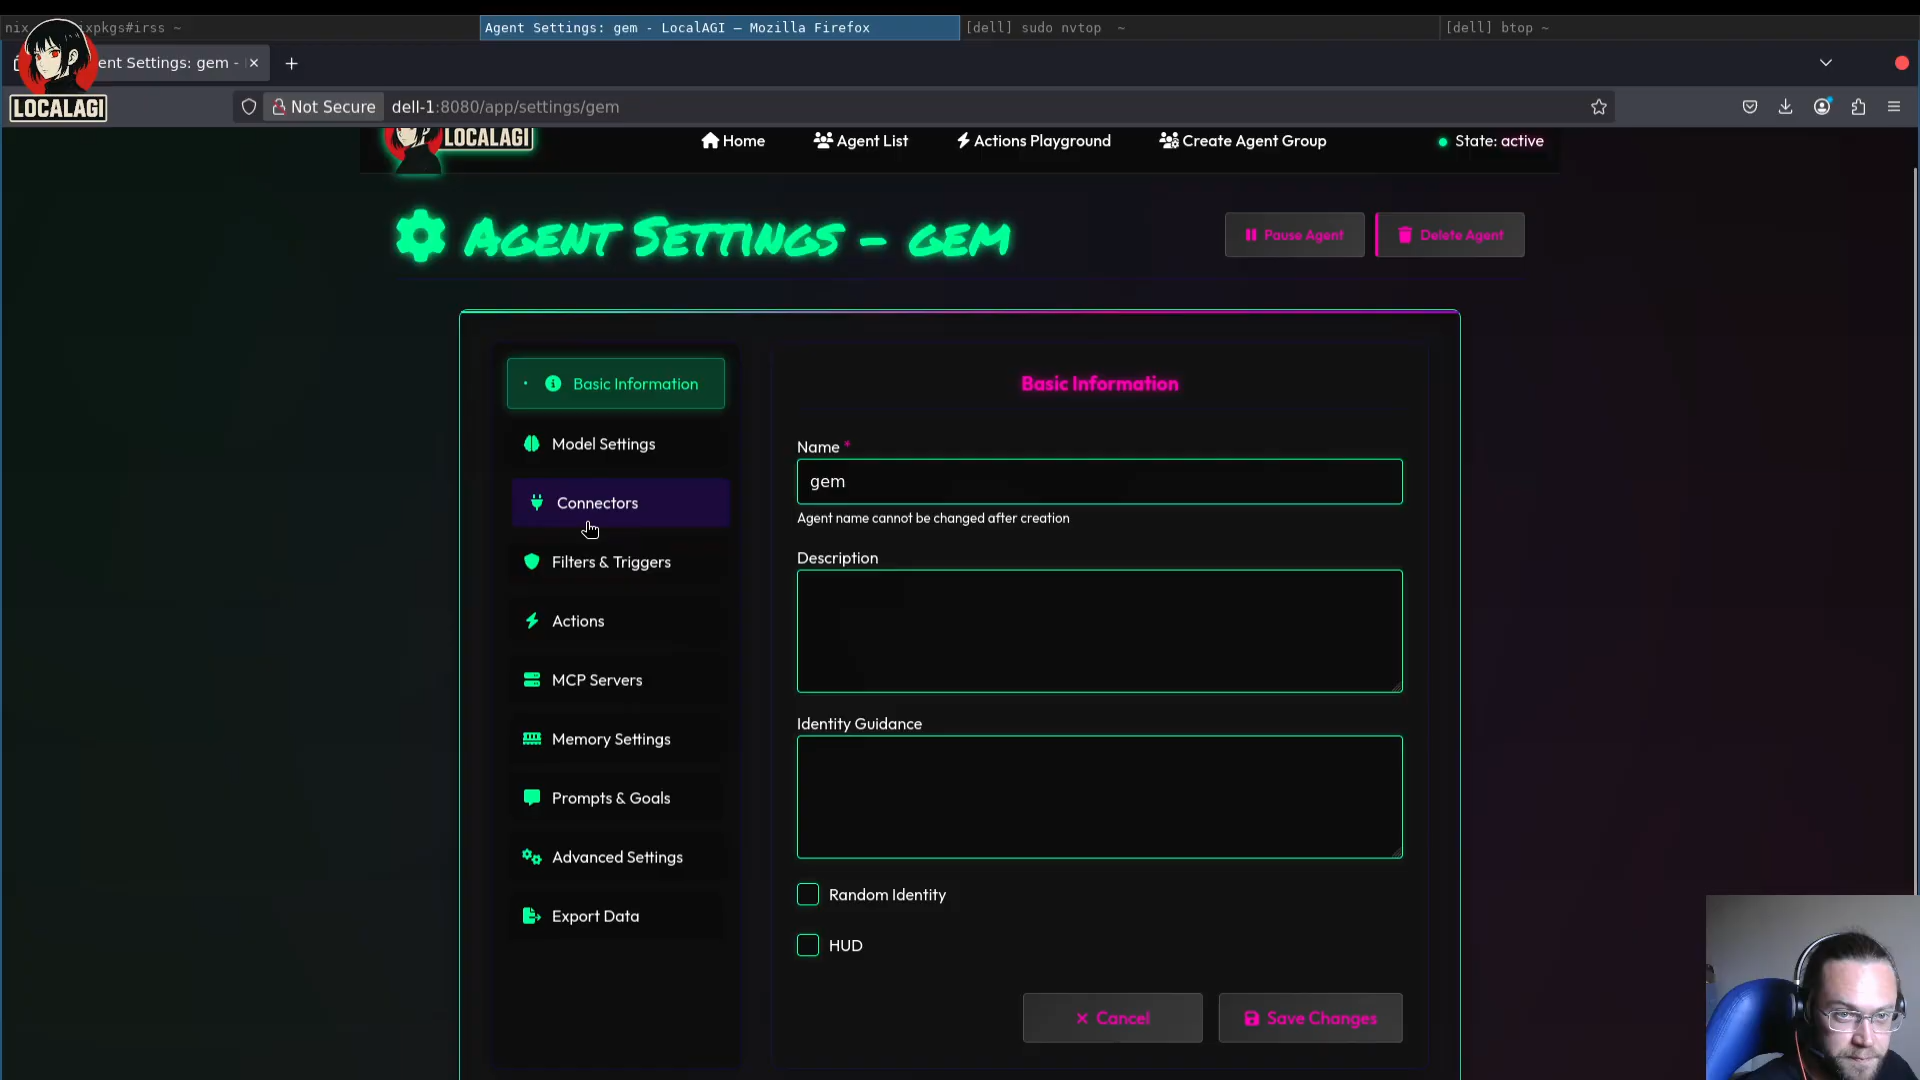 nix xpkgs#irss ~
Agent Settings: gem - LocalAGI — Mozilla Firefox
[dell] sudo nvtop ~
[dell] btop ~
ent Settings: gem -
LOCALAGI
Not Secure
dell-1:8080/app/settings/gem
LOCALAGI
Home
Agent List
Actions Playground
Create Agent Group
State: active
Agent Settings - gem
Pause Agent
Delete Agent
Basic Information
Model Settings
Connectors
Filters & Triggers
Actions
MCP Servers
Memory Settings
Prompts & Goals
Advanced Settings
Export Data
Basic Information
Name *
gem
Agent name cannot be changed after creation
Description
Identity Guidance
Random Identity
HUD
Cancel
Save Changes